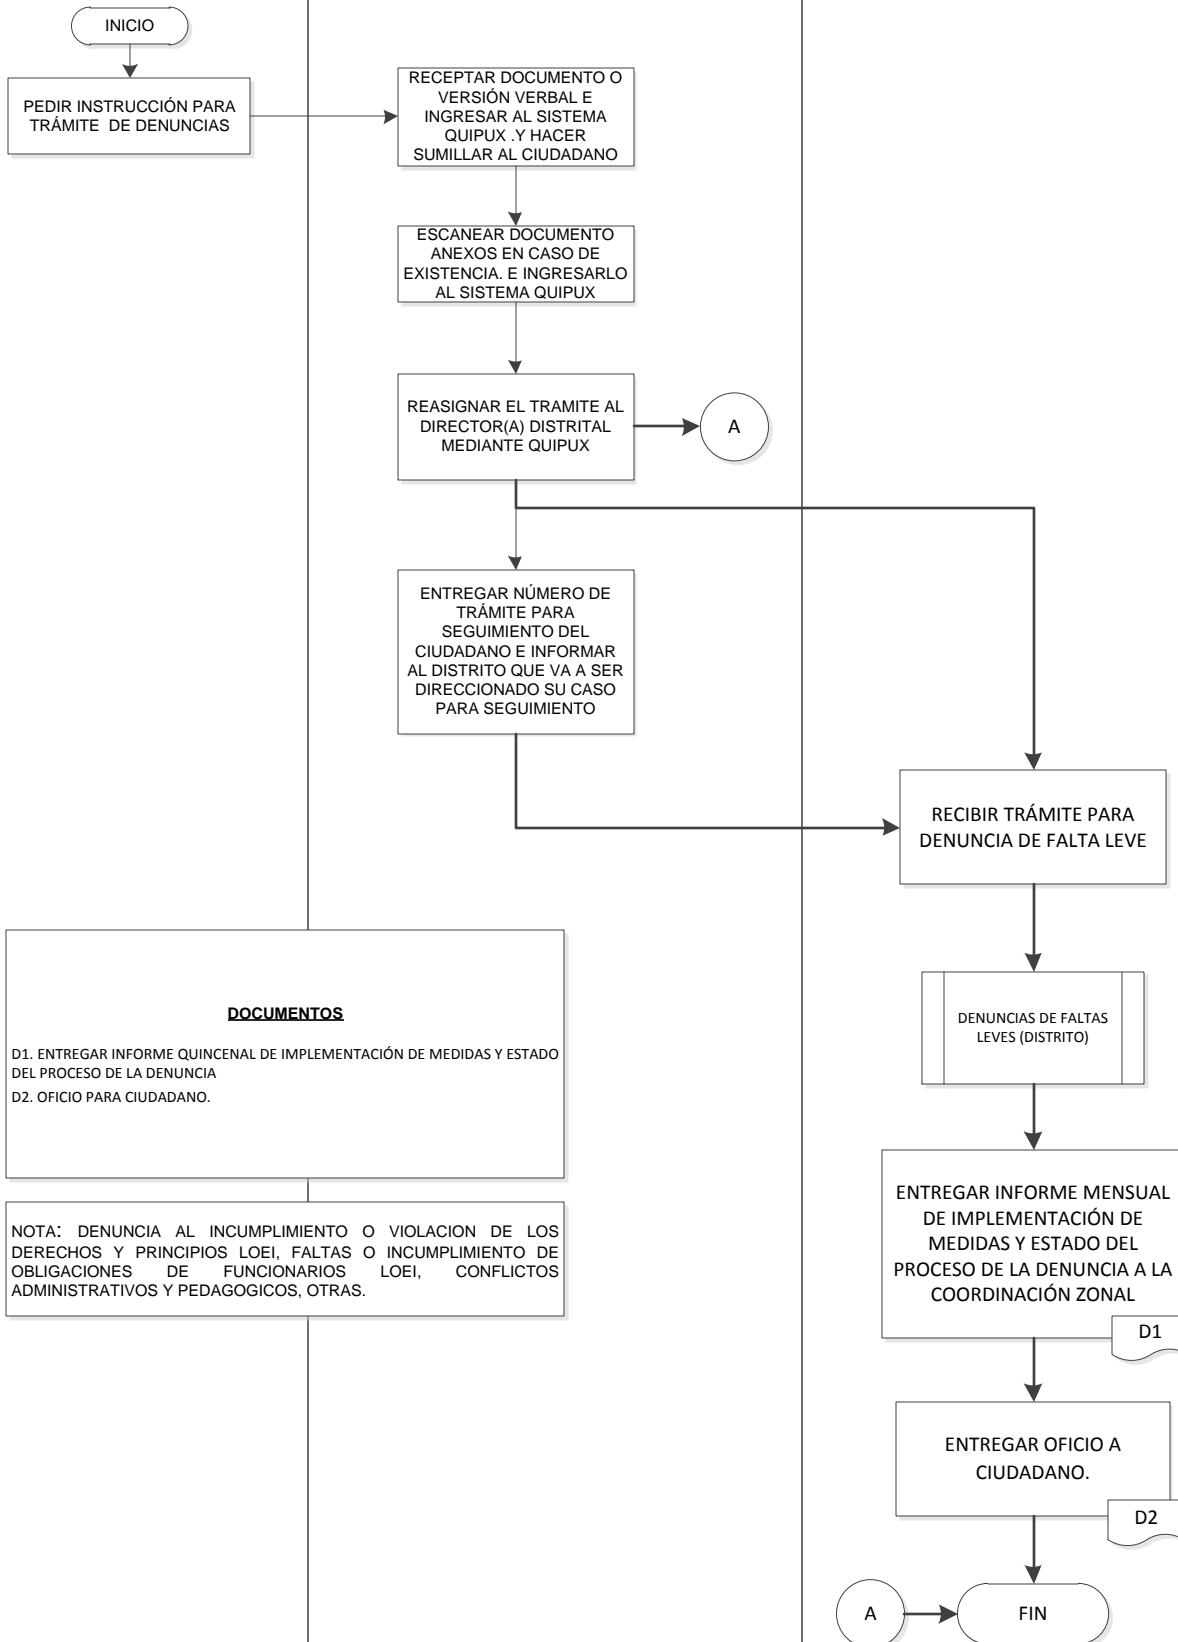 INICIO
PEDIR INSTRUCCIÓN PARA
TRÁMITE DE DENUNCIAS
RECEPTAR DOCUMENTO O
VERSIÓN VERBAL E
INGRESAR AL SISTEMA
QUIPUX .Y HACER
SUMILLAR AL CIUDADANO
ESCANEAR DOCUMENTO
ANEXOS EN CASO DE
EXISTENCIA. E INGRESARLO
AL SISTEMA QUIPUX
REASIGNAR EL TRAMITE AL
DIRECTOR(A) DISTRITAL
MEDIANTE QUIPUX
A
ENTREGAR NÚMERO DE
TRÁMITE PARA
SEGUIMIENTO DEL
CIUDADANO E INFORMAR
AL DISTRITO QUE VA A SER
DIRECCIONADO SU CASO
PARA SEGUIMIENTO
RECIBIR TRÁMITE PARA
DENUNCIA DE FALTA LEVE
DENUNCIAS DE FALTAS
LEVES (DISTRITO)
DOCUMENTOS
D1. ENTREGAR INFORME QUINCENAL DE IMPLEMENTACIÓN DE MEDIDAS Y ESTADO
DEL PROCESO DE LA DENUNCIA
D2. OFICIO PARA CIUDADANO.
NOTA: DENUNCIA AL INCUMPLIMIENTO O VIOLACION DE LOS
DERECHOS Y PRINCIPIOS LOEI, FALTAS O INCUMPLIMIENTO DE
OBLIGACIONES DE FUNCIONARIOS LOEI, CONFLICTOS
ADMINISTRATIVOS Y PEDAGOGICOS, OTRAS.
ENTREGAR INFORME MENSUAL
DE IMPLEMENTACIÓN DE
MEDIDAS Y ESTADO DEL
PROCESO DE LA DENUNCIA A LA
COORDINACIÓN ZONAL
D1
ENTREGAR OFICIO A
CIUDADANO.
D2
A
FIN